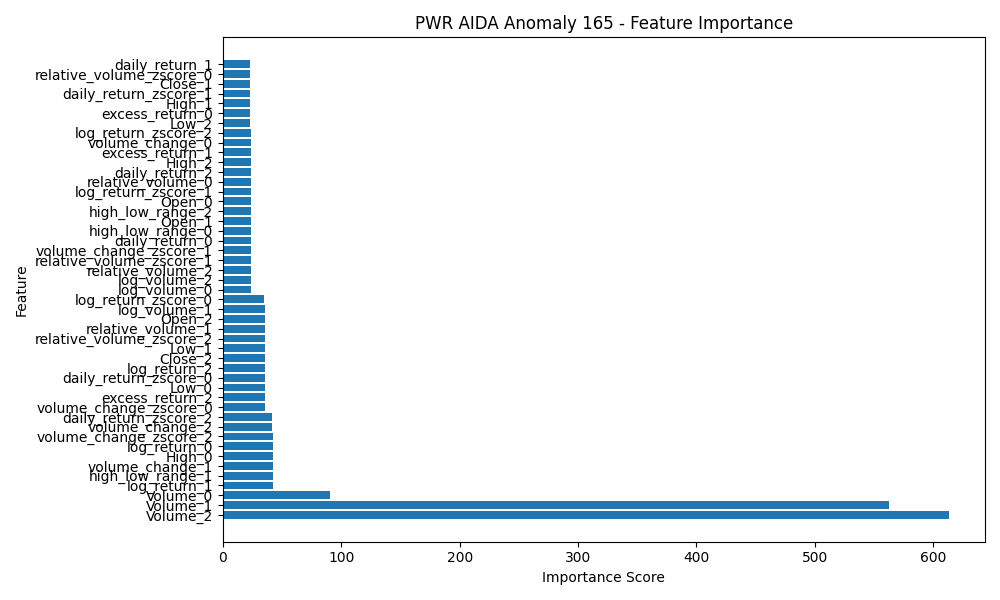 PWR AIDA Anomaly 165 - Feature Importance
daily_return_1
relative_volume_zscore_0
Close_1
daily_return_zscore_1
High_1
excess_return_0
Low_2
log_return_zscore_2
volume_change_0
excess_return_1
High_2
daily_return_2
relative_volume_0
log_return_zscore_1
Open_0
high_low_range_2
Open_1
high_low_range_0
daily_return_0
volume_change_zscore_1
relative_volume_zscore_1
relative_volume_2
log_volume_2
log_volume_0
log_return_zscore_0
log_volume_1
Open_2
relative_volume_1
relative_volume_zscore_2
Low_1
Close_2
log_return_2
daily_return_zscore_0
Low_0
excess_return_2
volume_change_zscore_0
daily_return_zscore_2
volume_change_2
volume_change_zscore_2
log_return_0
High_0
volume_change_1
high_low_range_1
log_return_1
Volume_0
Volume_1
Volume_2
Feature
0 100 200 300 400 500 600
Importance Score